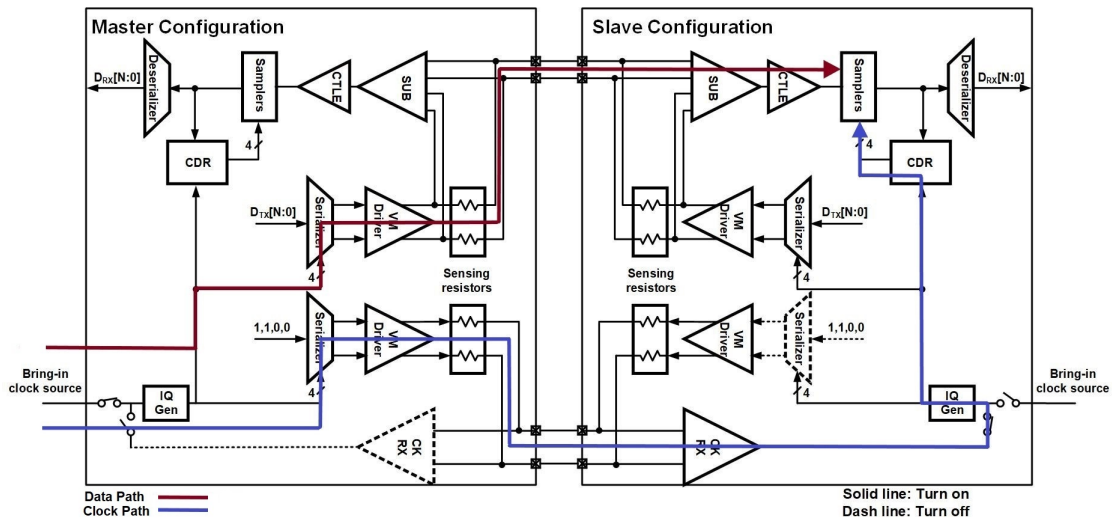 Master Configuration
Slave Configuration
D_RX[N:0]
Deserializer
Samplers
CTLE
SUB
SUB
CTLE
Samplers
Deserializer
D_RX[N:0]
4
CDR
4
CDR
D_TX[N:0]
Serializer
VM
Driver
VM
Driver
Serializer
D_TX[N:0]
4
Sensing
resistors
Sensing
resistors
4
1,1,0,0
Serializer
VM
Driver
VM
Driver
Serializer
1,1,0,0
Bring-in
clock source
IQ
Gen
4
4
IQ
Gen
Bring-in
clock source
CK
RX
CK
RX
Data Path
Clock Path
Solid line: Turn on
Dash line: Turn off